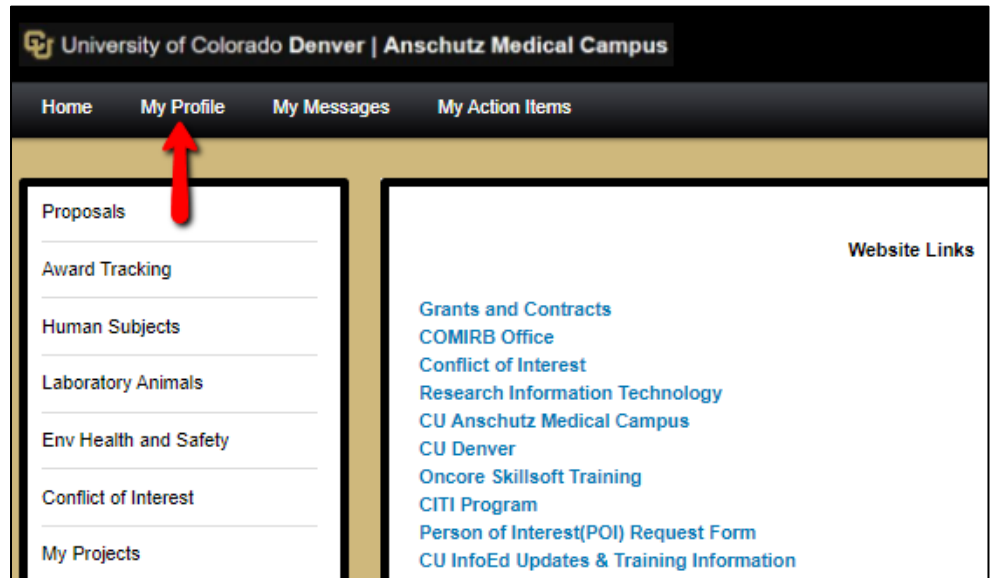 University of Colorado Denver | Anschutz Medical Campus
Home My Profile My Messages My Action Items
Proposals
Award Tracking
Human Subjects
Laboratory Animals
Env Health and Safety
Conflict of Interest
My Projects
Website Links
Grants and Contracts
COMIRB Office
Conflict of Interest
Research Information Technology
CU Anschutz Medical Campus
CU Denver
Oncore Skillsoft Training
CITI Program
Person of Interest(POI) Request Form
CU InfoEd Updates & Training Information